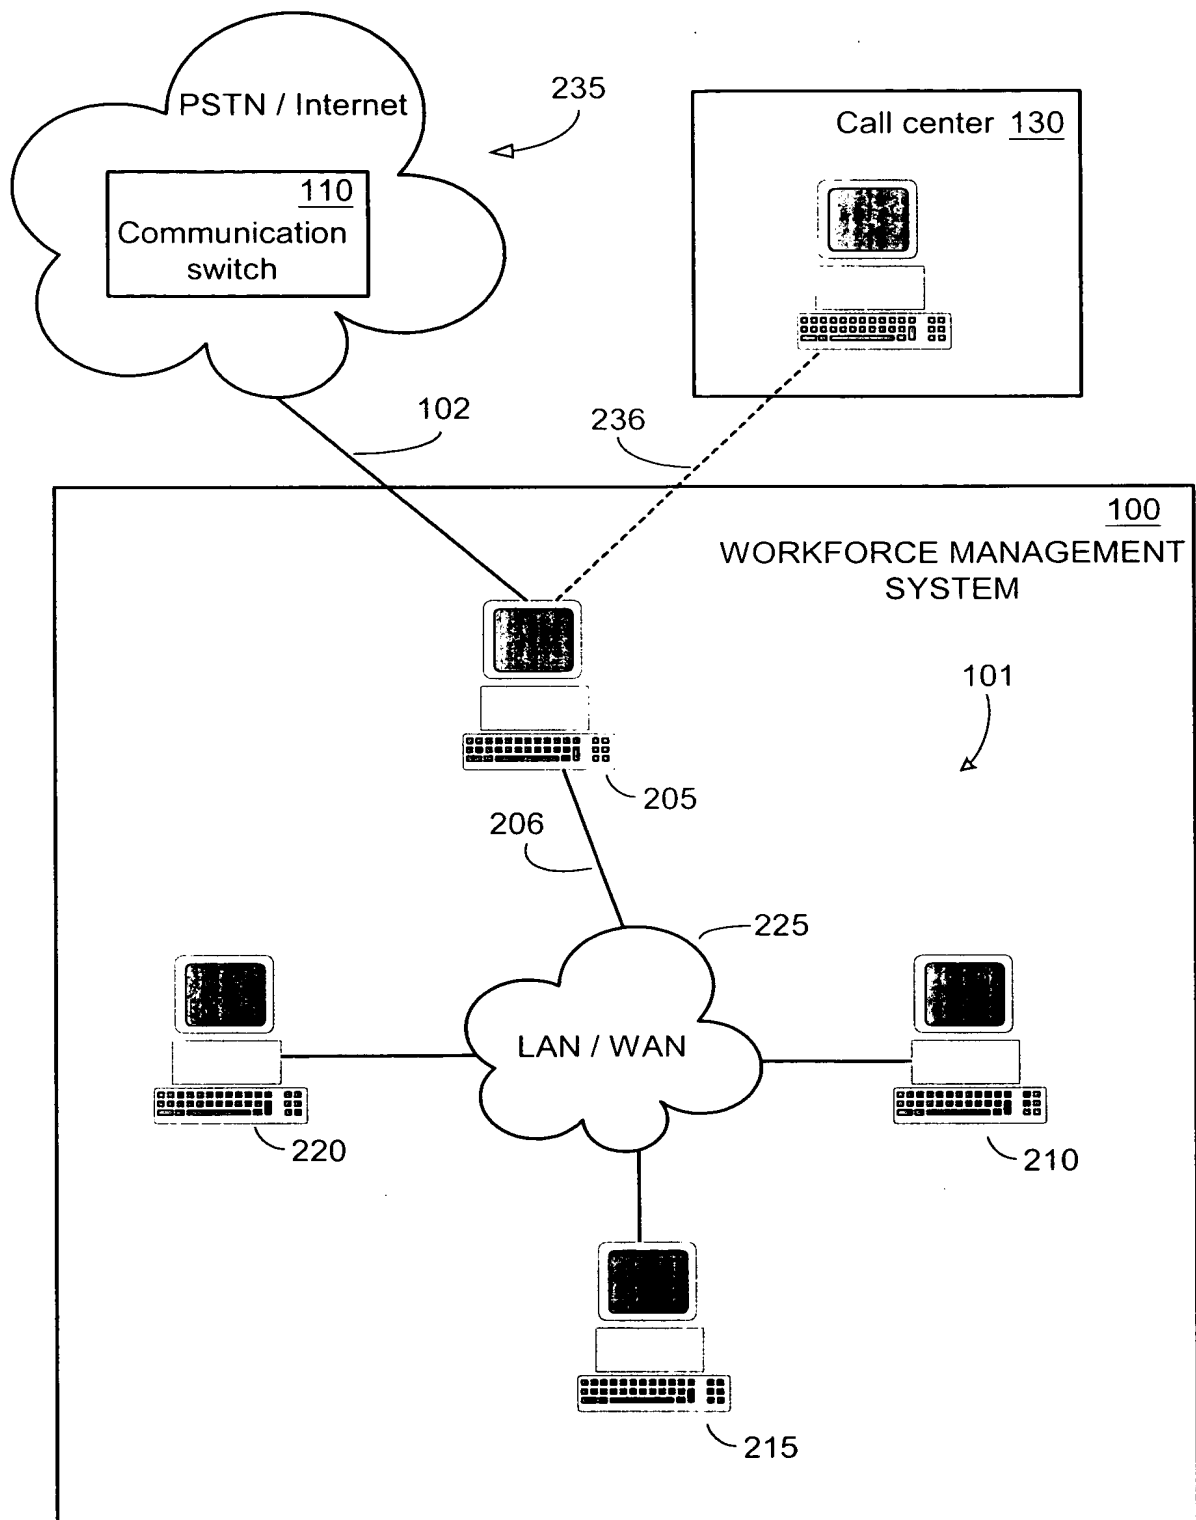 PSTN / Internet
235
110
Communication
switch
Call center 130
102
236
100
WORKFORCE MANAGEMENT
SYSTEM
101
205
206
225
LAN / WAN
220
210
215